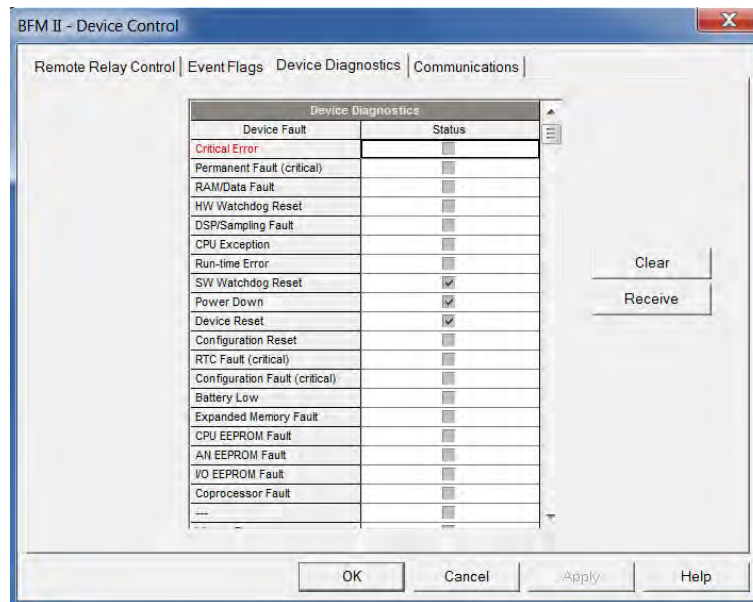 BFM II - Device Control
Remote Relay Control Event Flags Device Diagnostics Communications
Device Diagnostics
Device Fault Status
Critical Error
Permanent Fault (critical)
RAM/Data Fault
HW Watchdog Reset
DSP/Sampling Fault
CPU Exception
Run-time Error
SW Watchdog Reset
Power Down
Device Reset
Configuration Reset
RTC Fault (critical)
Configuration Fault (critical)
Battery Low
Expanded Memory Fault
CPU EEPROM Fault
AN EEPROM Fault
I/O EEPROM Fault
Coprocessor Fault
---
Clear
Receive
OK Cancel Apply Help